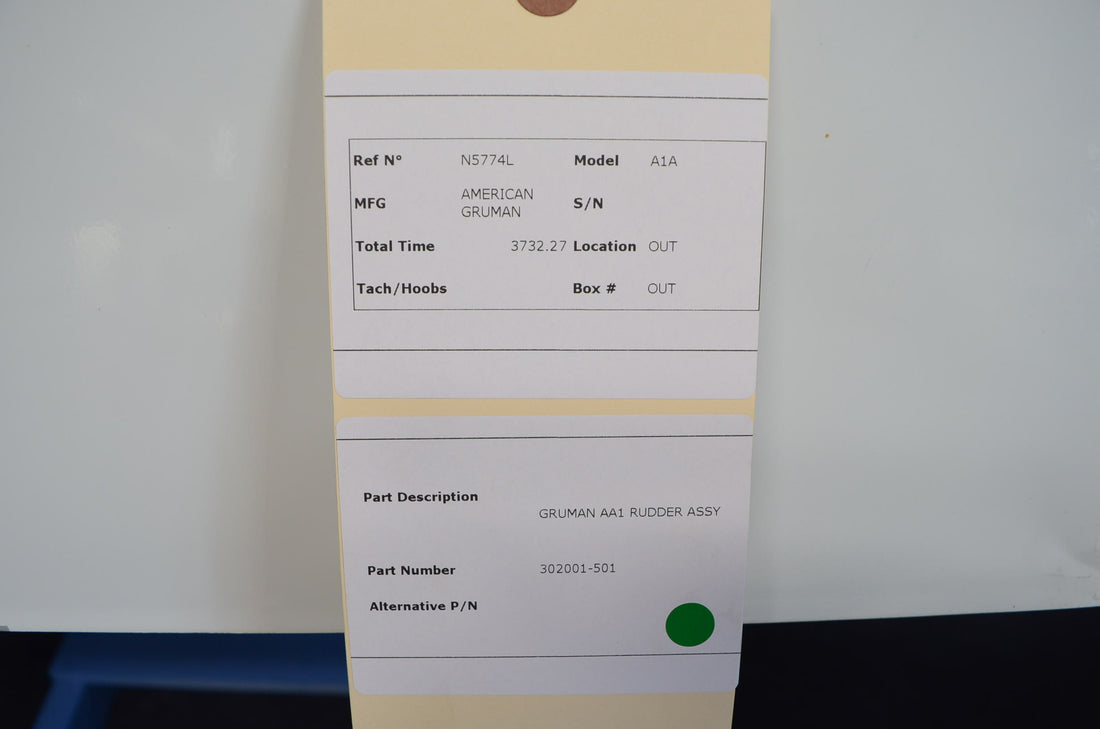 Ref N° N5774L Model A1A
MFG AMERICAN GRUMAN S/N
Total Time 3732.27 Location OUT
Tach/Hoobs Box # OUT
Part Description
GRUMAN AA1 RUDDER ASSY
Part Number 302001-501
Alternative P/N